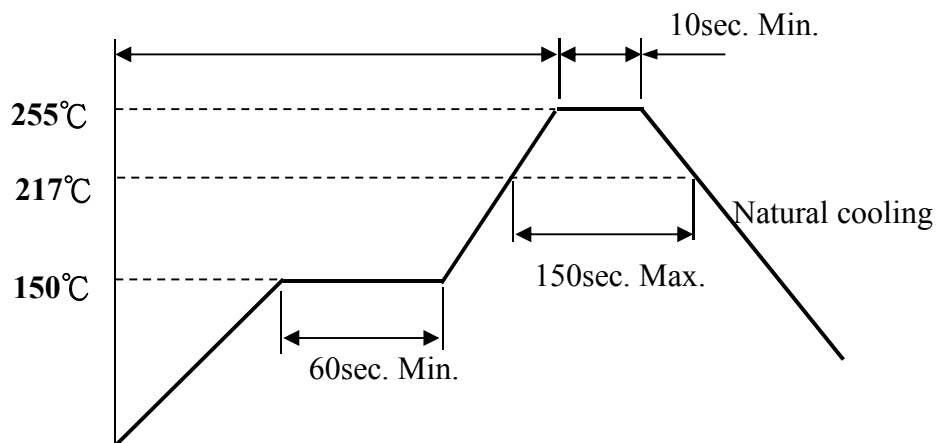 10sec. Min.
255℃
217℃
Natural cooling
150℃
150sec. Max.
60sec. Min.